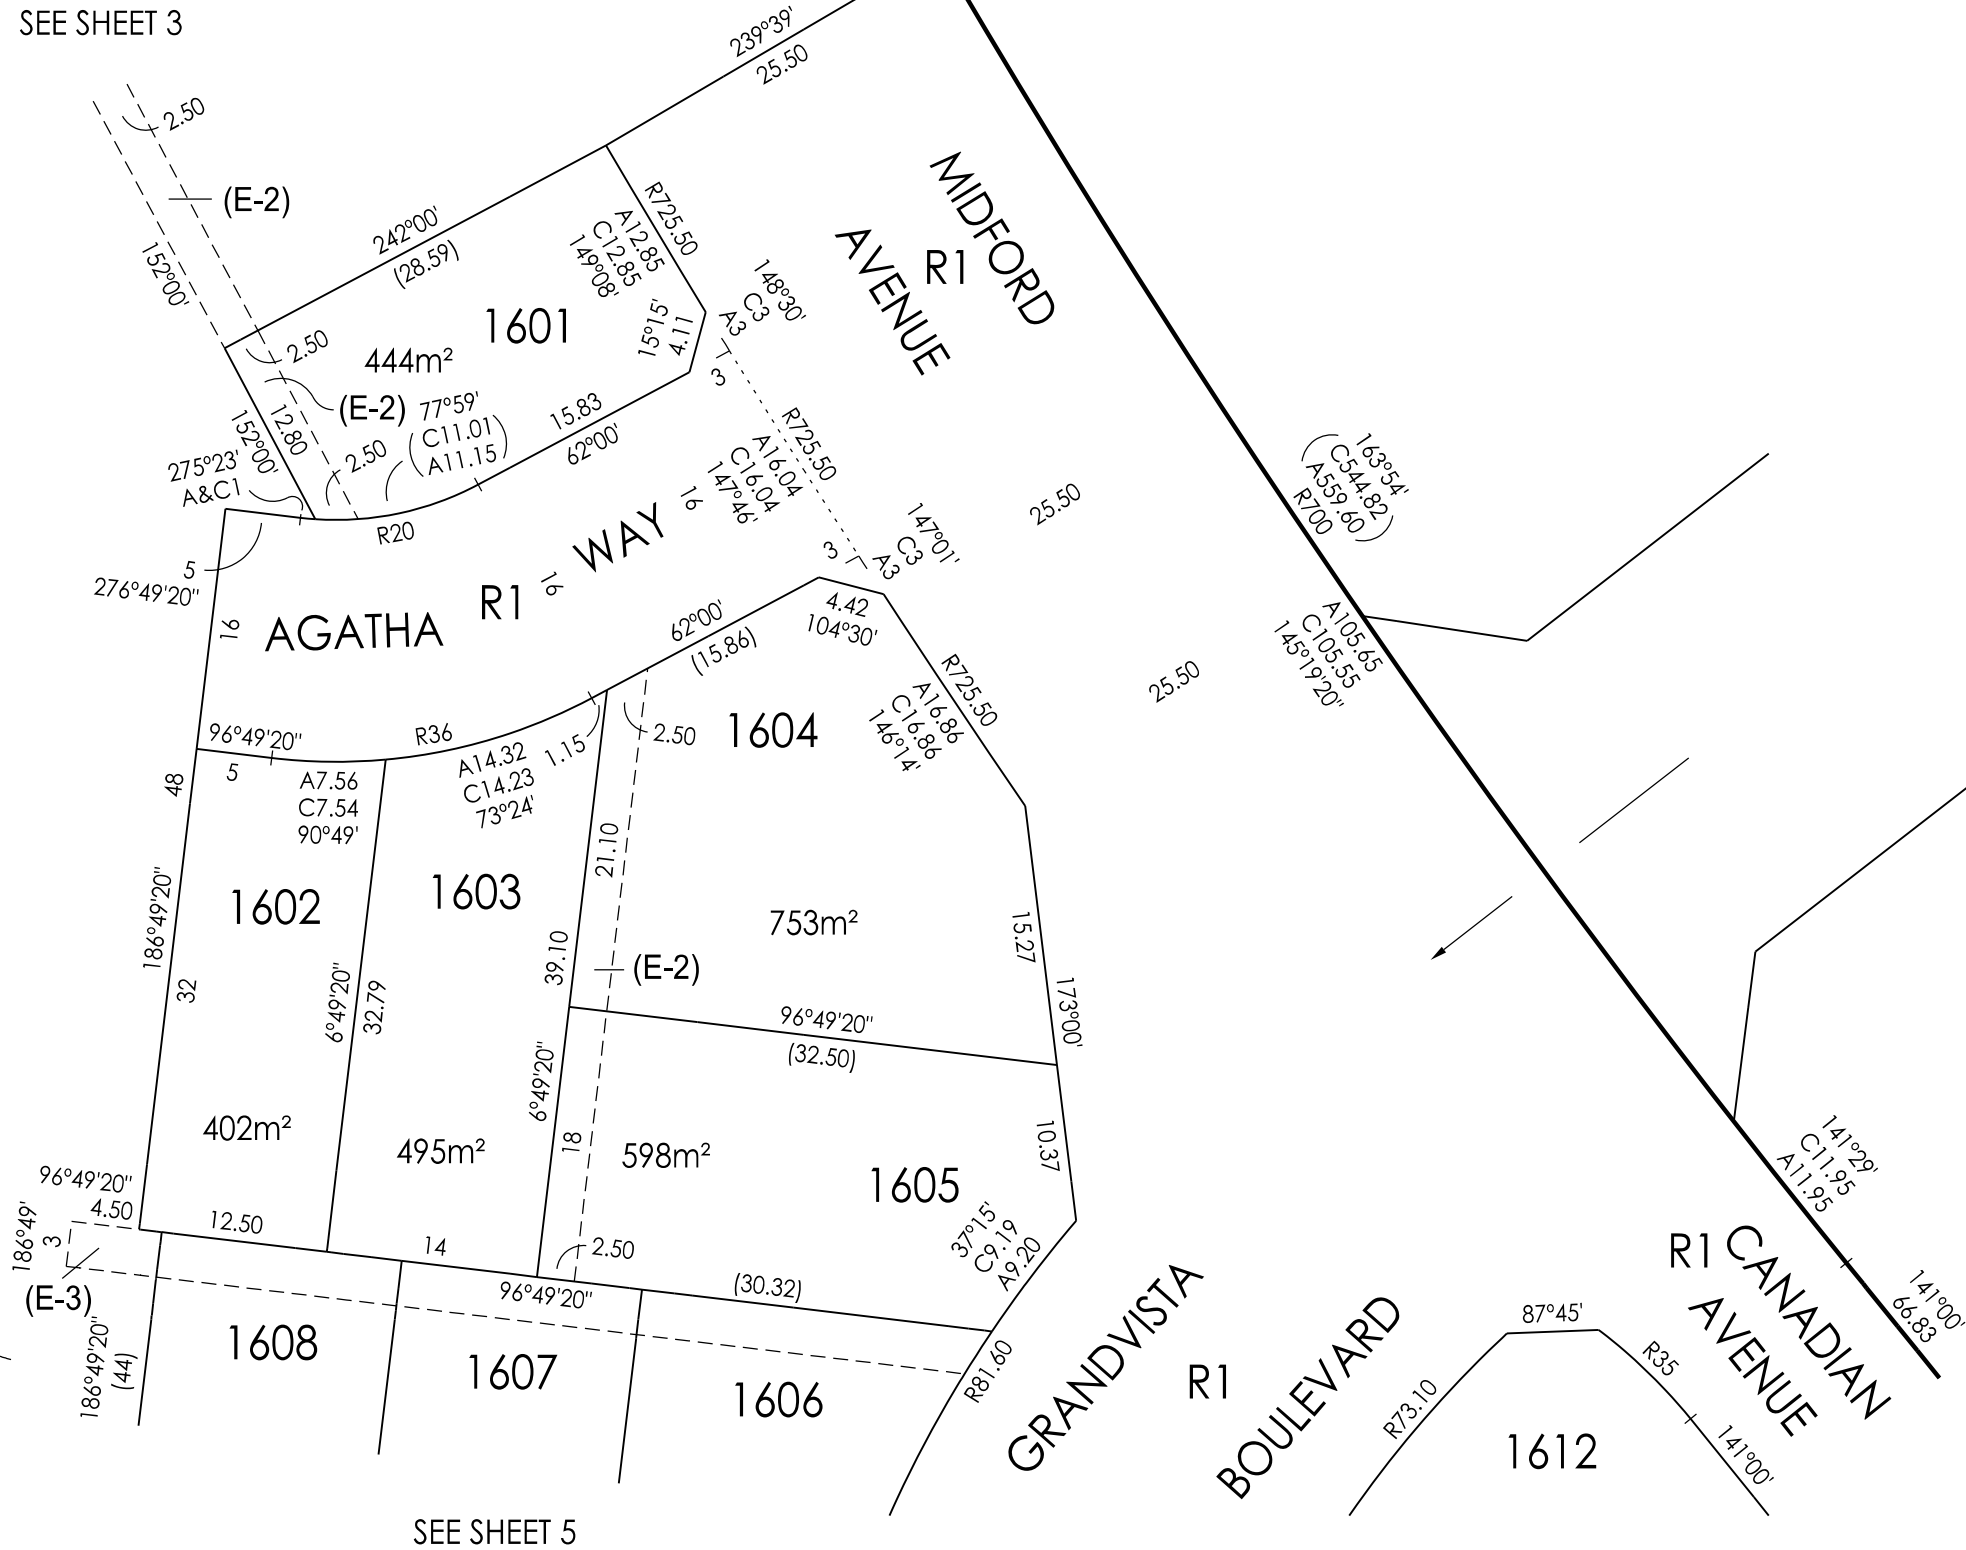 SEE SHEET 3
239°39'
25.50
2.50
(E-2)
152°00'
242°00'
(28.59)
R725.50
A12.85
C12.85
149°08'
1601
444m²
15°15'
4.11
2.50
(E-2)
12.80
152°00'
77°59'
(C11.01
A11.15)
2.50
15.83
62°00'
275°23'
A&C1
R20
5
276°49'20"
148°30'
C3
A3
3
R725.50
A16.04
C16.04
147°46'
16
147°01'
C3
A3
3
MIDFORD
AVENUE
R1
25.50
25.50
163°54'
(C544.82
A559.60)
R700
A105.65
C105.55
145°19'20"
AGATHA
R1
WAY
16
16
62°00'
(15.86)
4.42
104°30'
R725.50
A16.86
C16.86
146°14'
96°49'20"
5
R36
A7.56
C7.54
90°49'
A14.32
C14.23
73°24'
1.15
2.50
48
186°49'20"
32
1602
402m²
6°49'20"
32.79
1603
495m²
21.10
39.10
6°49'20"
18
1604
753m²
(E-2)
15.27
173°00'
96°49'20"
(32.50)
598m²
1605
10.37
37°15'
C9.19
A9.20
2.50
(30.32)
96°49'20"
96°49'20"
4.50
12.50
14
186°49'
3
(E-3)
186°49'20"
(44)
1608
1607
1606
R81.60
GRANDVISTA
R1
BOULEVARD
87°45'
R73.10
R35
1612
141°00'
141°29'
C11.95
A11.95
R1
CANADIAN
AVENUE
141°00'
66.83
SEE SHEET 5